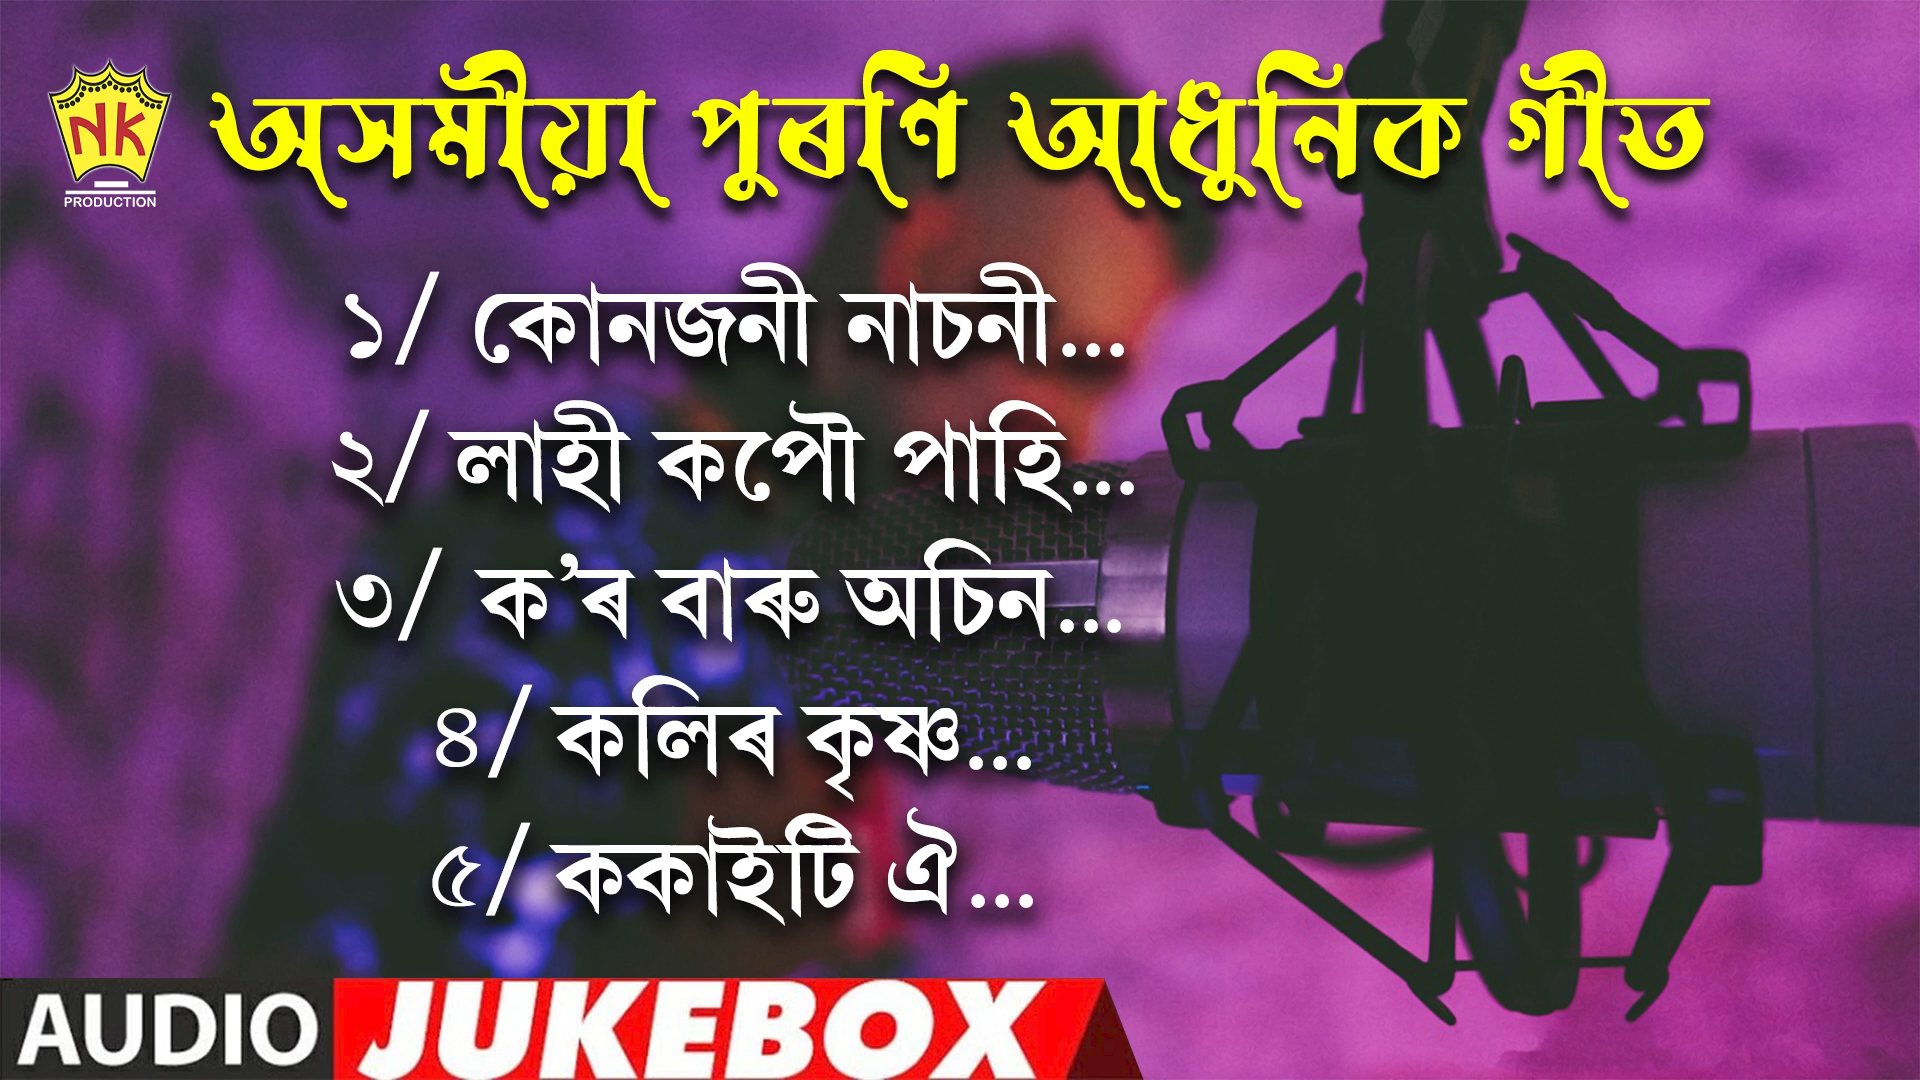 NK
PRODUCTION
অসমীয়া পুৰণি আধুনিক গীত
১/ কোনজনী নাচনী...
২/ লাহী কপৌ পাহি...
৩/ ক'ৰ বাৰু অচিন...
৪/ কলিৰ কৃষ্ণ...
৫/ ককাইটি ঐ...
AUDIO JUKEBOX